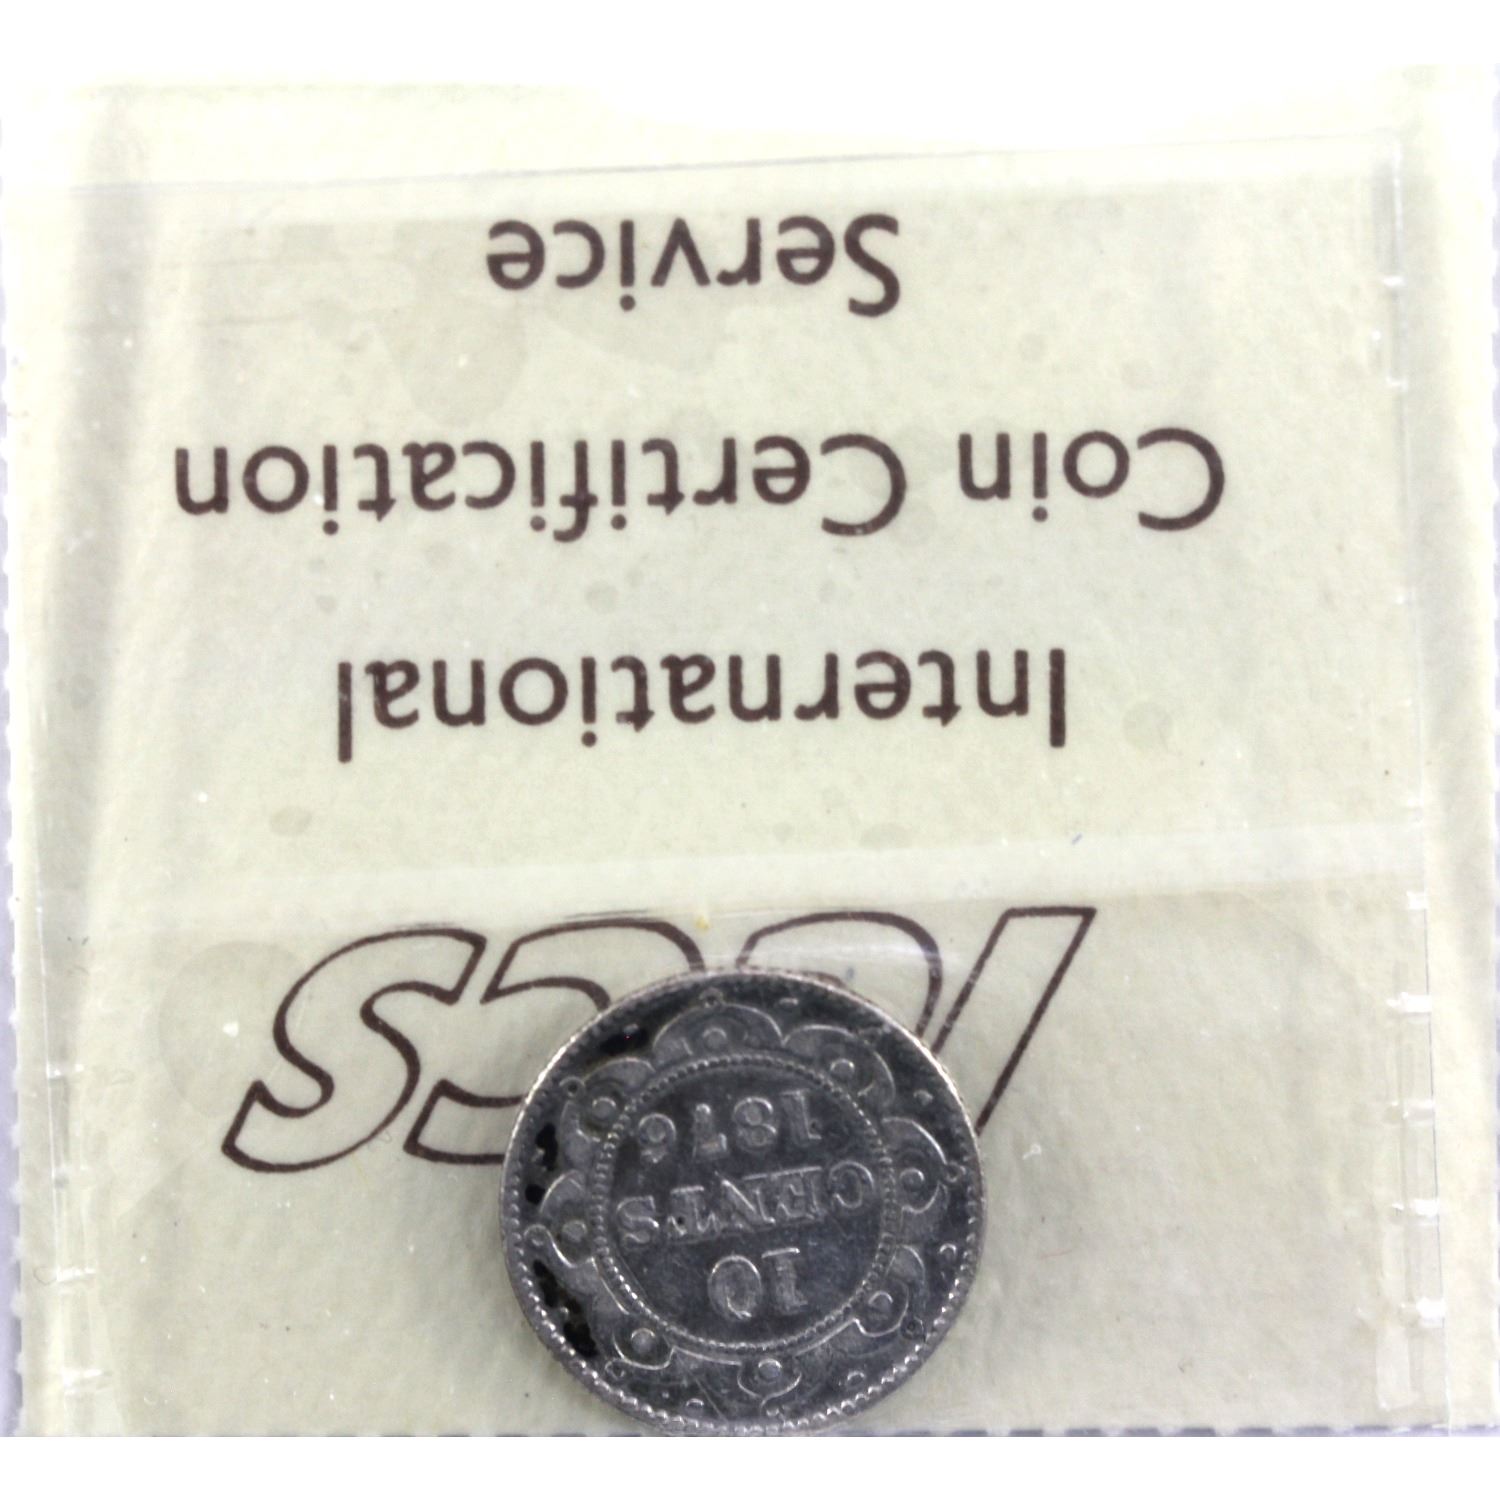 ICCS
International
Coin Certification
Service
10
CENTS
1876